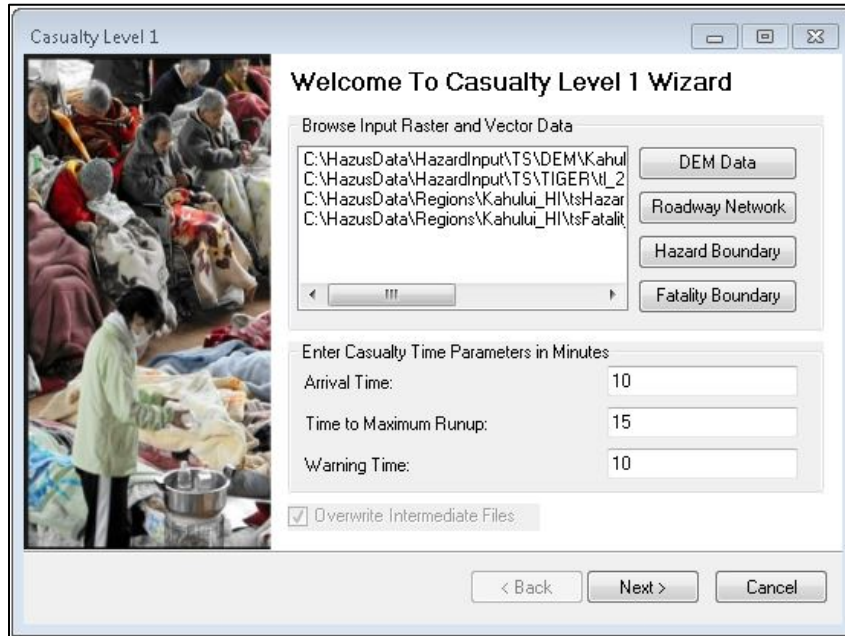 Casualty Level 1
Welcome To Casualty Level 1 Wizard
Browse Input Raster and Vector Data
C:\HazusData\HazardInput\TS\DEM\Kahul
C:\HazusData\HazardInput\TS\TIGER\tl_2
C:\HazusData\Regions\Kahului_HI\tsHazar
C:\HazusData\Regions\Kahului_HI\tsFatalit
DEM Data
Roadway Network
Hazard Boundary
Fatality Boundary
Enter Casualty Time Parameters in Minutes
Arrival Time: 10
Time to Maximum Runup: 15
Warning Time: 10
Overwrite Intermediate Files
< Back Next > Cancel